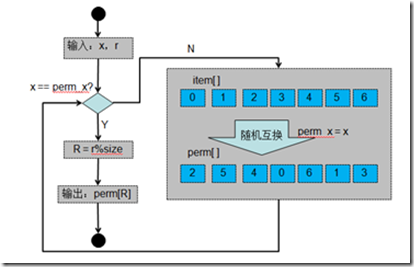 输入：x，r
N
x == perm_x?
Y
R = r%size
输出：perm[R]
item[ ]
0 1 2 3 4 5 6
随机互换
perm_x = x
perm[ ]
2 5 4 0 6 1 3